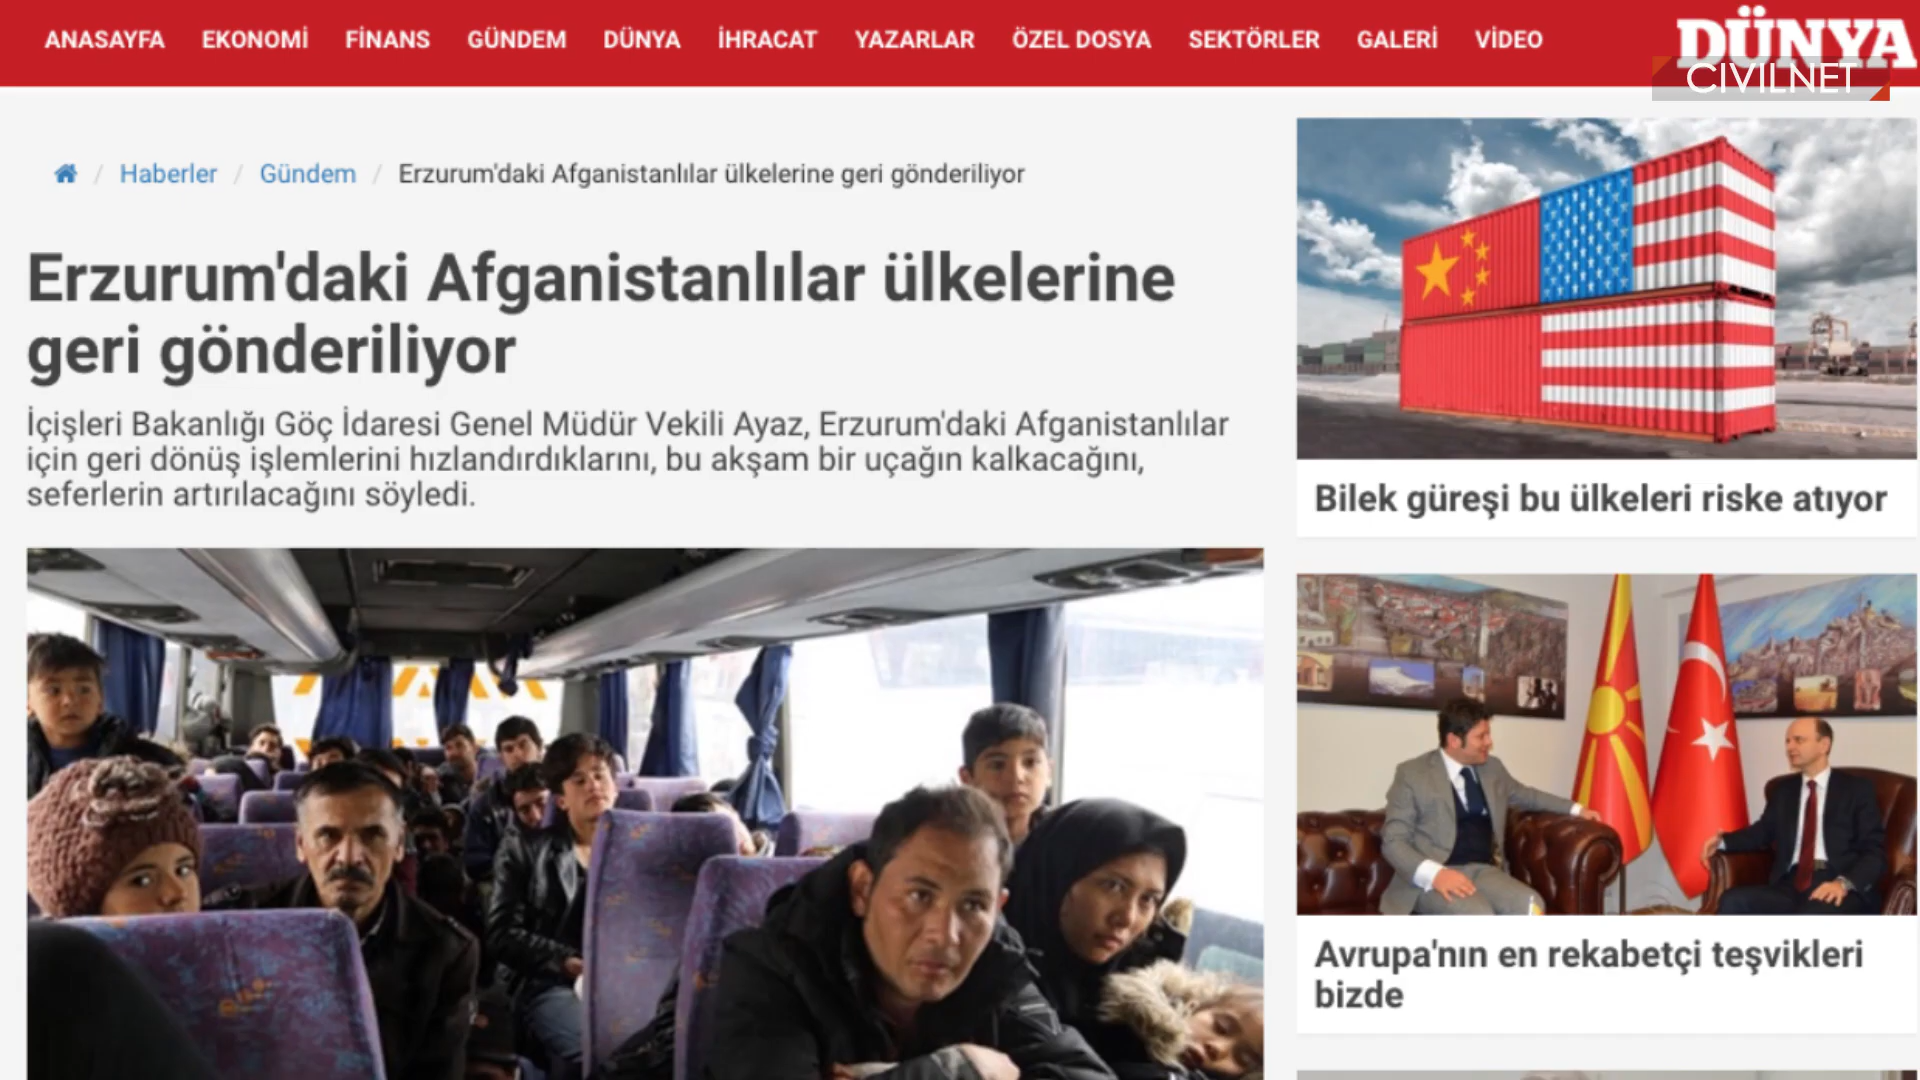 ANASAYFA EKONOMİ FİNANS GÜNDEM DÜNYA İHRACAT YAZARLAR ÖZEL DOSYA SEKTÖRLER GALERİ VİDEO
DÜNYA
CIVILNET
/ Haberler / Gündem / Erzurum'daki Afganistanlılar ülkelerine geri gönderiliyor
Erzurum'daki Afganistanlılar ülkelerine
geri gönderiliyor
İçişleri Bakanlığı Göç İdaresi Genel Müdür Vekili Ayaz, Erzurum'daki Afganistanlılar
için geri dönüş işlemlerini hızlandırdıklarını, bu akşam bir uçağın kalkacağını,
seferlerin artırılacağını söyledi.
Bilek güreşi bu ülkeleri riske atıyor
Avrupa'nın en rekabetçi teşvikleri
bizde